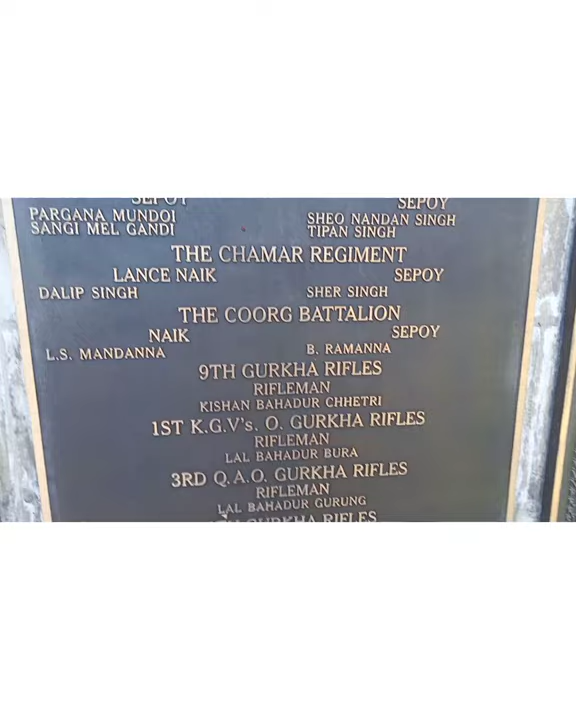 SEPOY SEPOY
PARGANA MUNDOI SHEO NANDAN SINGH
SANGI MEL GANDI TIPAN SINGH
THE CHAMAR REGIMENT
LANCE NAIK SEPOY
DALIP SINGH SHER SINGH
THE COORG BATTALION
NAIK SEPOY
L.S. MANDANNA B. RAMANNA
9TH GURKHA RIFLES
RIFLEMAN
KISHAN BAHADUR CHHETRI
1ST K.G.V's. O. GURKHA RIFLES
RIFLEMAN
LAL BAHADUR BURA
3RD Q.A.O. GURKHA RIFLES
RIFLEMAN
LAL BAHADUR GURUNG
GURKHA RIFLES